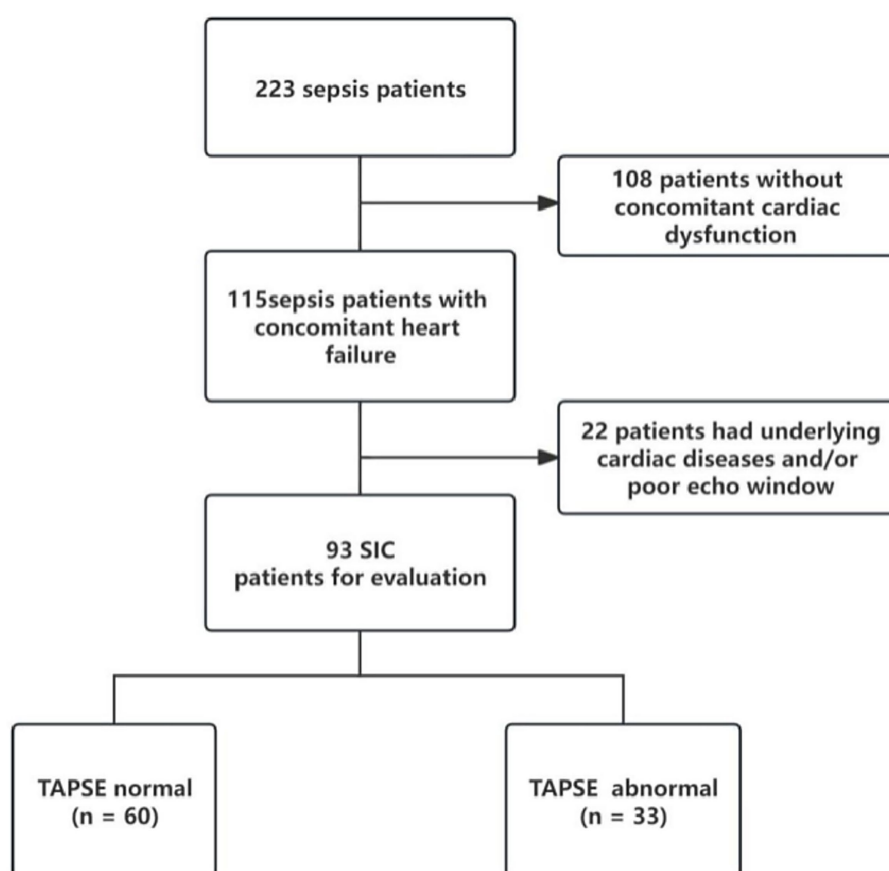 223 sepsis patients
108 patients without
concomitant cardiac
dysfunction
115sepsis patients with
concomitant heart
failure
22 patients had underlying
cardiac diseases and/or
poor echo window
93 SIC
patients for evaluation
TAPSE normal
(n = 60)
TAPSE  abnormal
(n = 33)